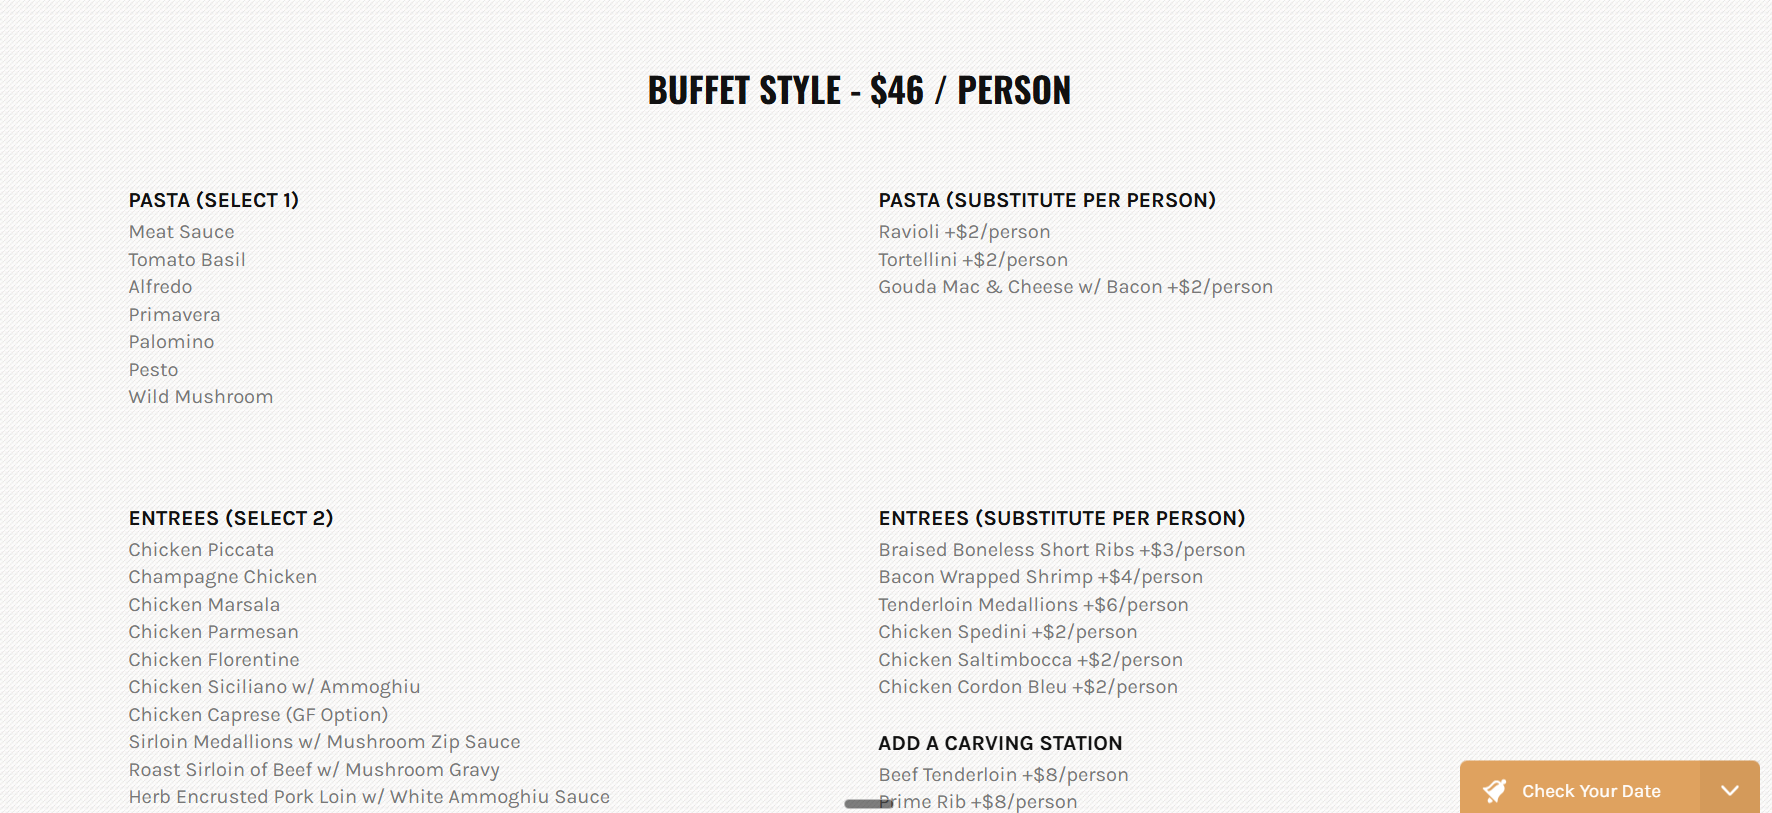 BUFFET STYLE - $46 / PERSON
PASTA (SELECT 1)
Meat Sauce
Tomato Basil
Alfredo
Primavera
Palomino
Pesto
Wild Mushroom
PASTA (SUBSTITUTE PER PERSON)
Ravioli +$2/person
Tortellini +$2/person
Gouda Mac & Cheese w/ Bacon +$2/person
ENTREES (SELECT 2)
Chicken Piccata
Champagne Chicken
Chicken Marsala
Chicken Parmesan
Chicken Florentine
Chicken Siciliano w/ Ammoghiu
Chicken Caprese (GF Option)
Sirloin Medallions w/ Mushroom Zip Sauce
Roast Sirloin of Beef w/ Mushroom Gravy
Herb Encrusted Pork Loin w/ White Ammoghiu Sauce
ENTREES (SUBSTITUTE PER PERSON)
Braised Boneless Short Ribs +$3/person
Bacon Wrapped Shrimp +$4/person
Tenderloin Medallions +$6/person
Chicken Spedini +$2/person
Chicken Saltimbocca +$2/person
Chicken Cordon Bleu +$2/person
ADD A CARVING STATION
Beef Tenderloin +$8/person
Prime Rib +$8/person
Check Your Date